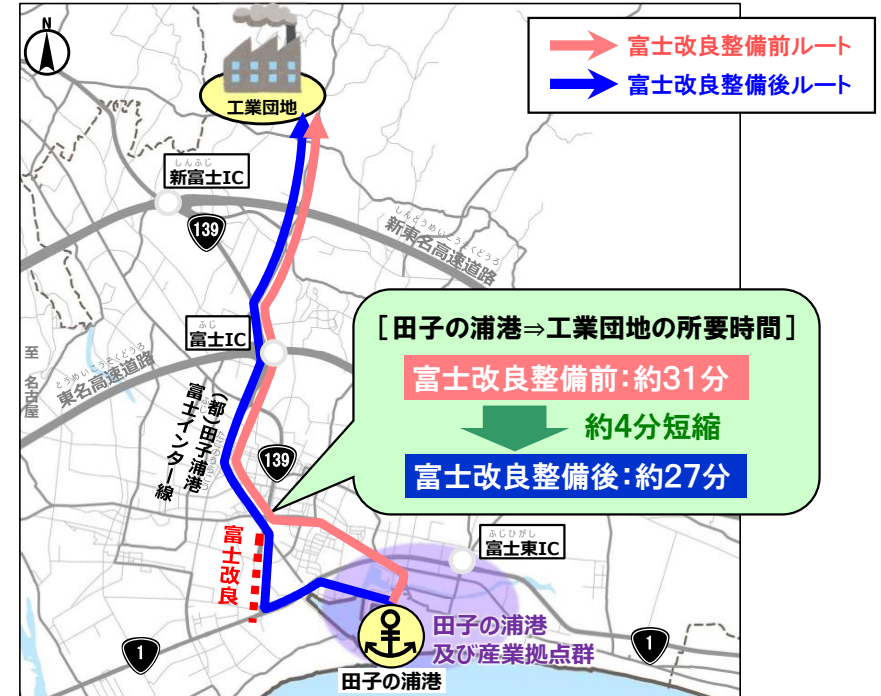 N
富士改良整備前ルート
富士改良整備後ルート
工業団地
しんふじ
新富士IC
139
しんとうめいこうそくどうろ
新東名高速道路
ふじ
富士IC
至 名古屋
とうめいこうそくどうろ
東名高速道路
(都)田子浦港
富士インター線
139
[田子の浦港⇒工業団地の所要時間]
富士改良整備前:約31分
約4分短縮
富士改良整備後:約27分
富士改良
ふじひがし
富士東IC
田子の浦港
及び産業拠点群
1
1
田子の浦港